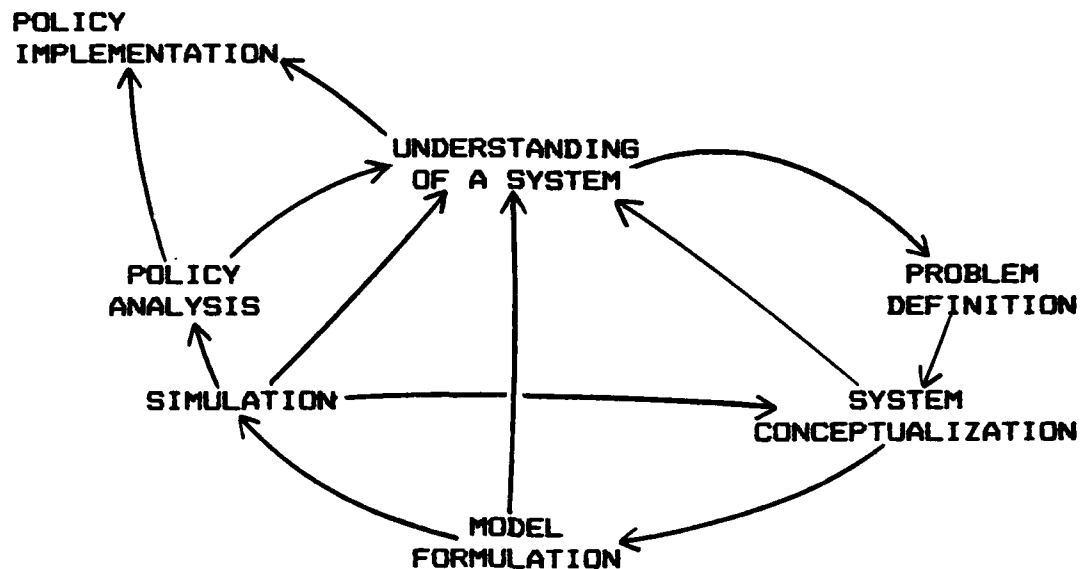 POLICY
IMPLEMENTATION
UNDERSTANDING
OF A SYSTEM
POLICY
ANALYSIS
PROBLEM
DEFINITION
SIMULATION
SYSTEM
CONCEPTUALIZATION
MODEL
FORMULATION